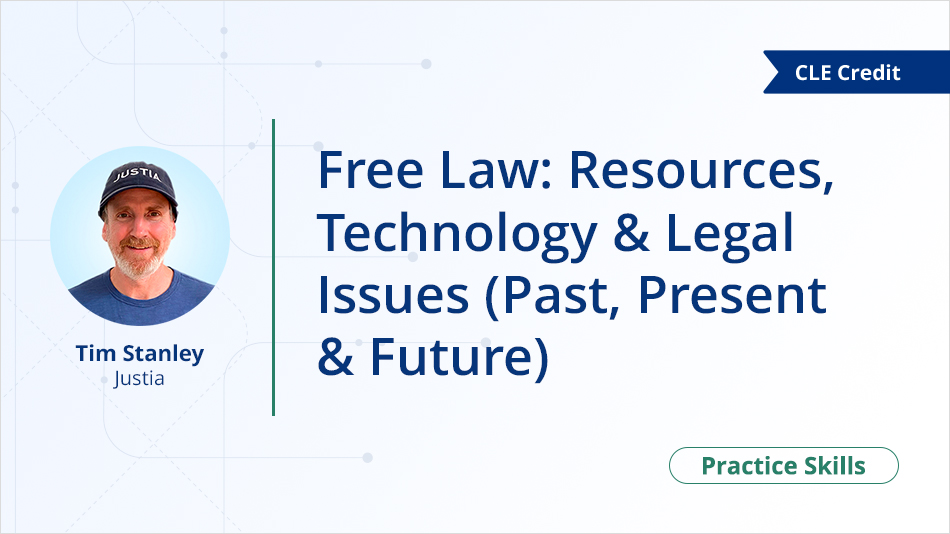 CLE Credit
JUSTIA
Free Law: Resources,
Technology & Legal
Issues (Past, Present
& Future)
Tim Stanley
Justia
Practice Skills